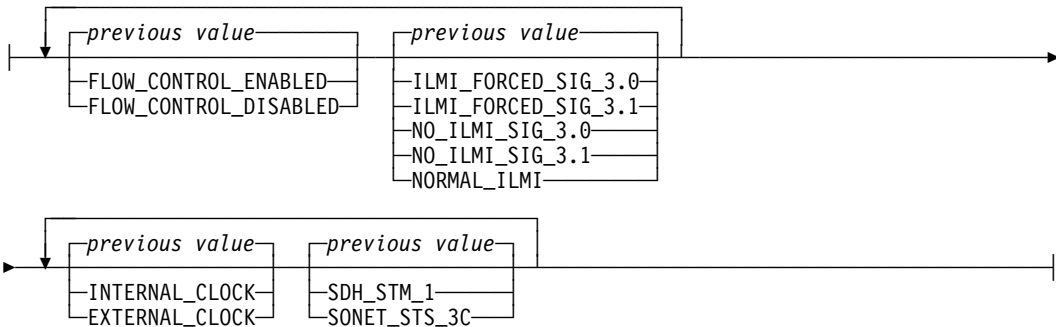 previous value previous value
FLOW_CONTROL_ENABLED ILMI_FORCED_SIG_3.0
FLOW_CONTROL_DISABLED ILMI_FORCED_SIG_3.1
NO_ILMI_SIG_3.0
NO_ILMI_SIG_3.1
NORMAL_ILMI
previous value previous value
INTERNAL_CLOCK SDH_STM_1
EXTERNAL_CLOCK SONET_STS_3C